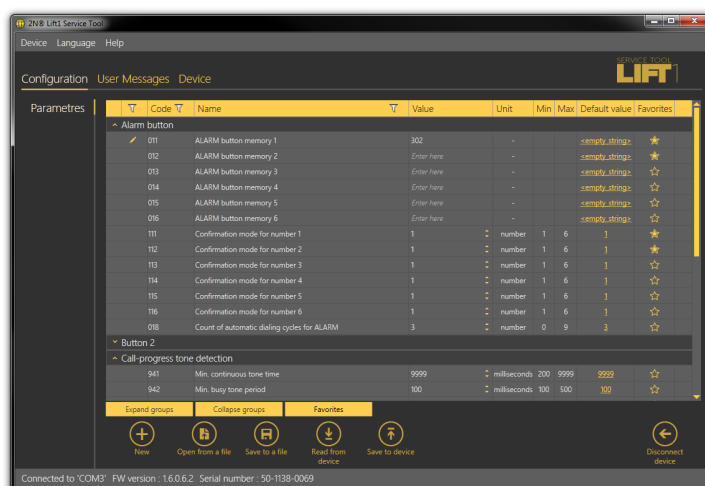 2N® Lift1 Service Tool
Device Language Help
SERVICE TOOL
LIFT1
Configuration User Messages Device
Parametres
Code Name Value Unit Min Max Default value Favorites
Alarm button
011 ALARM button memory 1 302 - <empty string>
012 ALARM button memory 2 Enter here - <empty string>
013 ALARM button memory 3 Enter here - <empty string>
014 ALARM button memory 4 Enter here - <empty string>
015 ALARM button memory 5 Enter here - <empty string>
016 ALARM button memory 6 Enter here - <empty string>
111 Confirmation mode for number 1 1 number 1 6 1
112 Confirmation mode for number 2 1 number 1 6 1
113 Confirmation mode for number 3 1 number 1 6 1
114 Confirmation mode for number 4 1 number 1 6 1
115 Confirmation mode for number 5 1 number 1 6 1
116 Confirmation mode for number 6 1 number 1 6 1
018 Count of automatic dialing cycles for ALARM 3 number 0 9 3
Button 2
Call-progress tone detection
941 Min. continuous tone time 9999 milliseconds 200 9999 9999
942 Min. busy tone period 100 milliseconds 100 500 100
Expand groups Collapse groups Favorites
New Open from a file Save to a file Read from device Save to device Disconnect device
Connected to 'COM3' FW version : 1.6.0.6.2 Serial number : 50-1138-0069